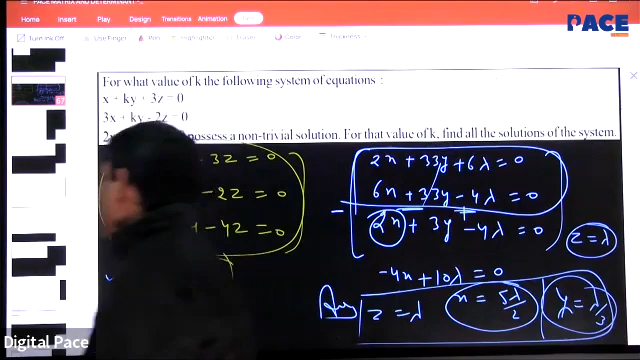 PACE MATRIX AND DETERMINANT
Home Insert Play Design Transitions Animation
Turn Ink Off Use Finger Pen Highlighter Eraser Color Thickness
PACE
For what value of k the following system of equations :
x + ky + 3z = 0
3x + ky - 2z = 0
possess a non-trivial solution. For that value of k, find all the solutions of the system.
3z = 0
- 2z = 0
- 4z = 0
2x + 33y + 6λ = 0
6x + 33y - 4λ = 0
2x + 3y - 4λ = 0
z = λ
-4x + 10λ = 0
Ans z = λ x = 5λ/2 y = λ/3
Digital Pace